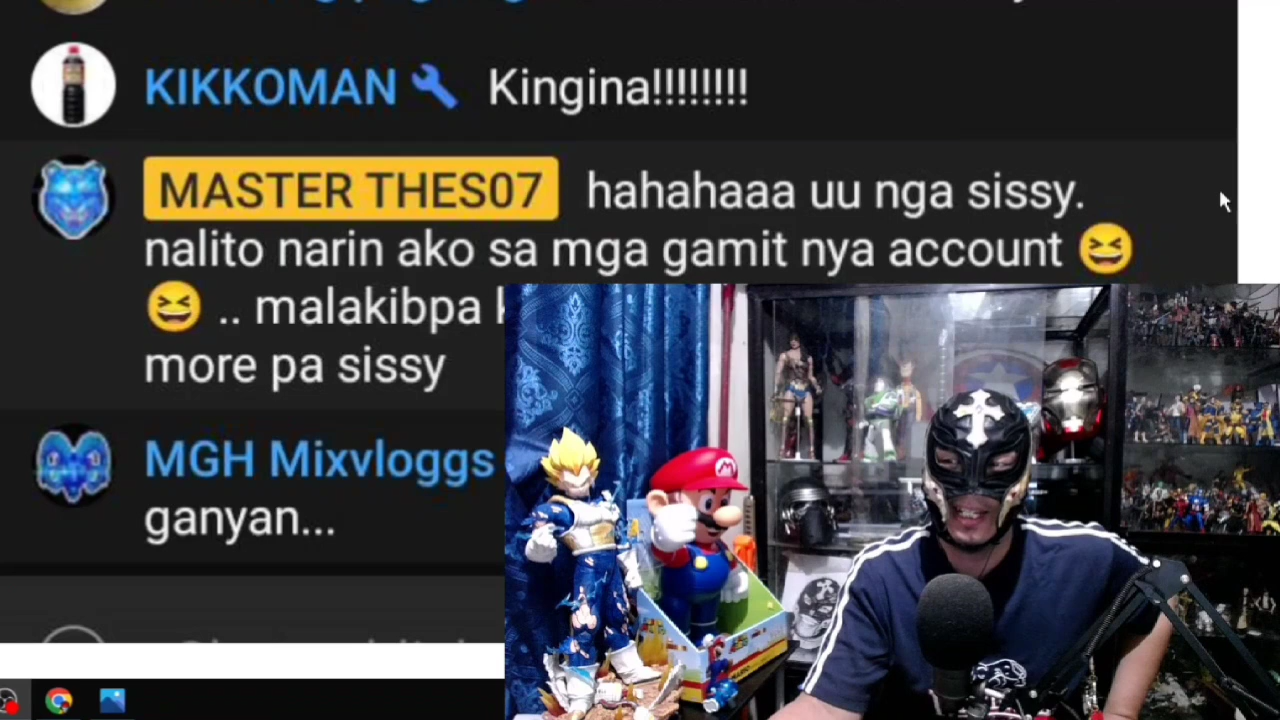 KIKKOMAN Kingina!!!!!!!!
MASTER THES07 hahahaaa uu nga sissy.
nalito narin ako sa mga gamit nya account
.. malakibpa
more pa sissy
MGH Mixvloggs
ganyan...